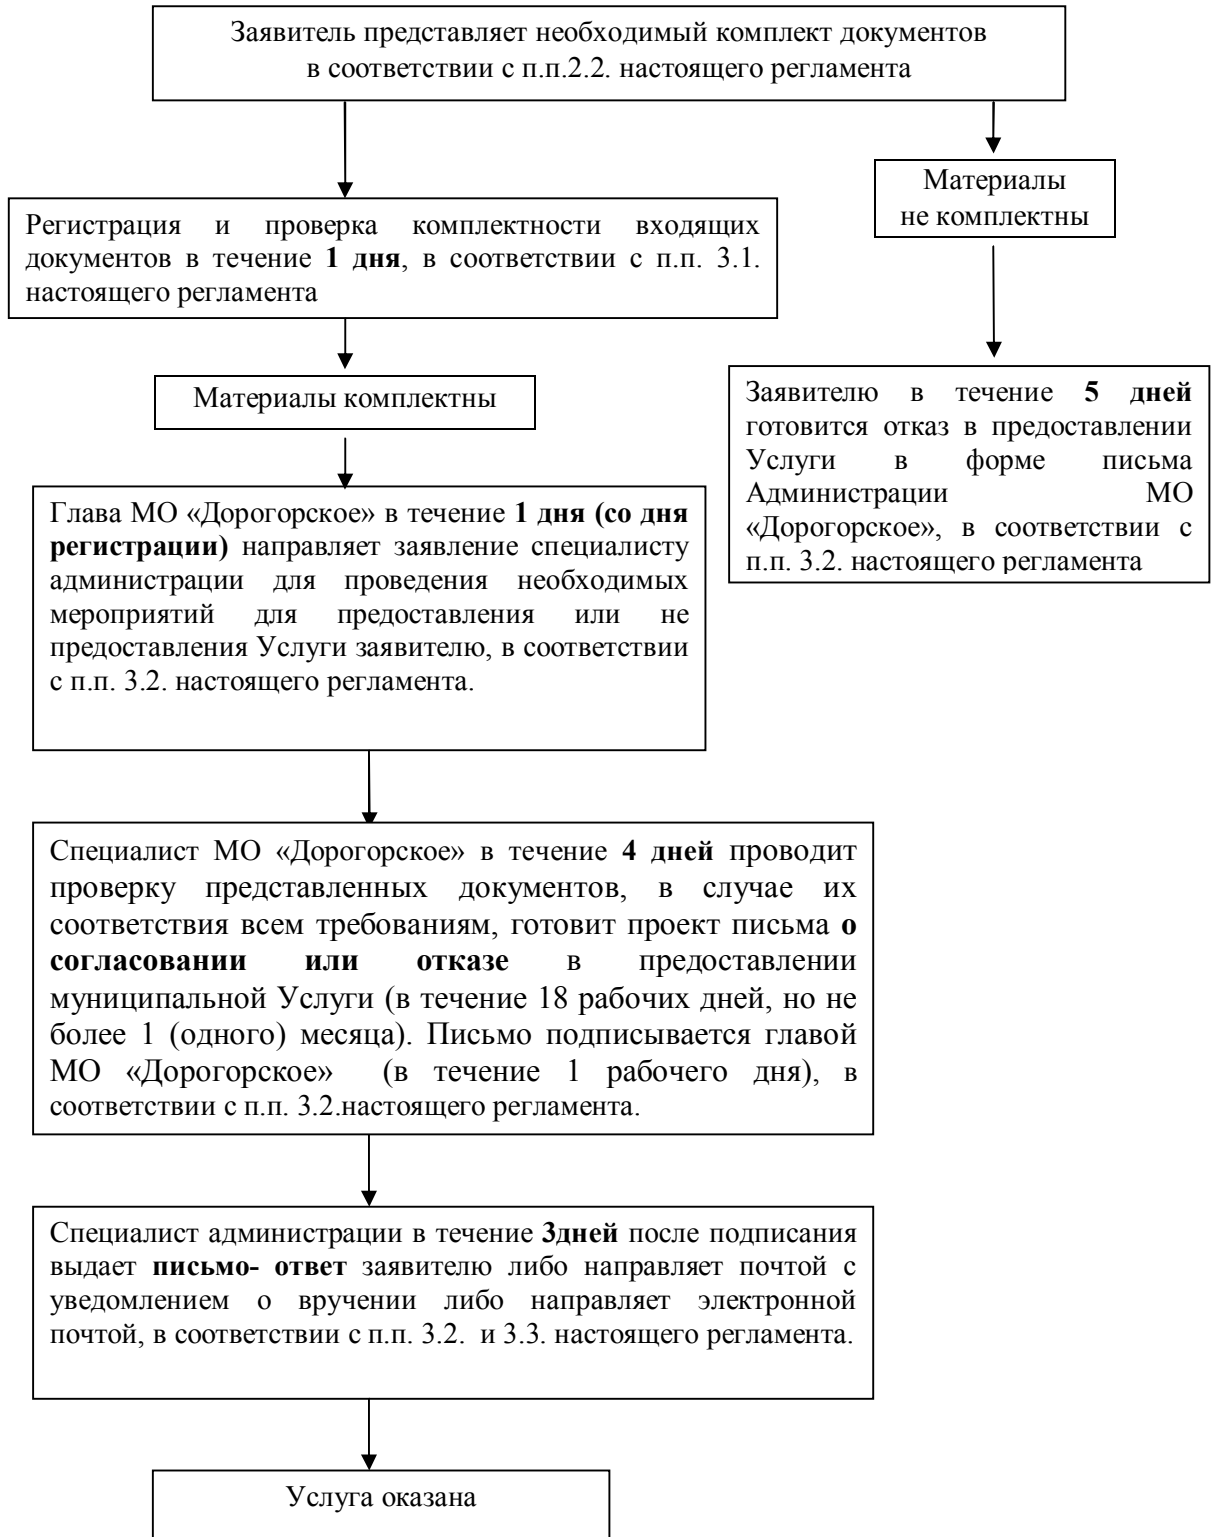 Заявитель представляет необходимый комплект документов
в соответствии с п.п.2.2. настоящего регламента
Материалы
не комплектны
Регистрация и проверка комплектности входящих
документов в течение 1 дня, в соответствии с п.п. 3.1.
настоящего регламента
Материалы комплектны
Заявителю в течение 5 дней
готовится отказ в предоставлении
Услуги в форме письма
Администрации МО
«Дорогорское», в соответствии с
п.п. 3.2. настоящего регламента
Глава МО «Дорогорское» в течение 1 дня (со дня
регистрации) направляет заявление специалисту
администрации для проведения необходимых
мероприятий для предоставления или не
предоставления Услуги заявителю, в соответствии
с п.п. 3.2. настоящего регламента.
Специалист МО «Дорогорское» в течение 4 дней проводит
проверку представленных документов, в случае их
соответствия всем требованиям, готовит проект письма о
согласовании или отказе в предоставлении
муниципальной Услуги (в течение 18 рабочих дней, но не
более 1 (одного) месяца). Письмо подписывается главой
МО «Дорогорское» (в течение 1 рабочего дня), в
соответствии с п.п. 3.2.настоящего регламента.
Специалист администрации в течение 3дней после подписания
выдает письмо- ответ заявителю либо направляет почтой с
уведомлением о вручении либо направляет электронной
почтой, в соответствии с п.п. 3.2. и 3.3. настоящего регламента.
Услуга оказана